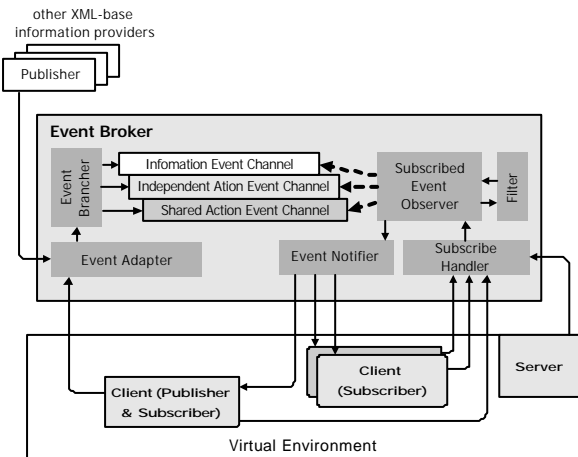 other XML-base
information providers
Publisher
Event Broker
Event
Brancher
Infomation Event Channel
Independent Ation Event Channel
Shared Action Event Channel
Subscribed
Event
Observer
Filter
Event Adapter
Event Notifier
Subscribe
Handler
Client
(Subscriber)
Server
Client (Publisher
& Subscriber)
Virtual Environment